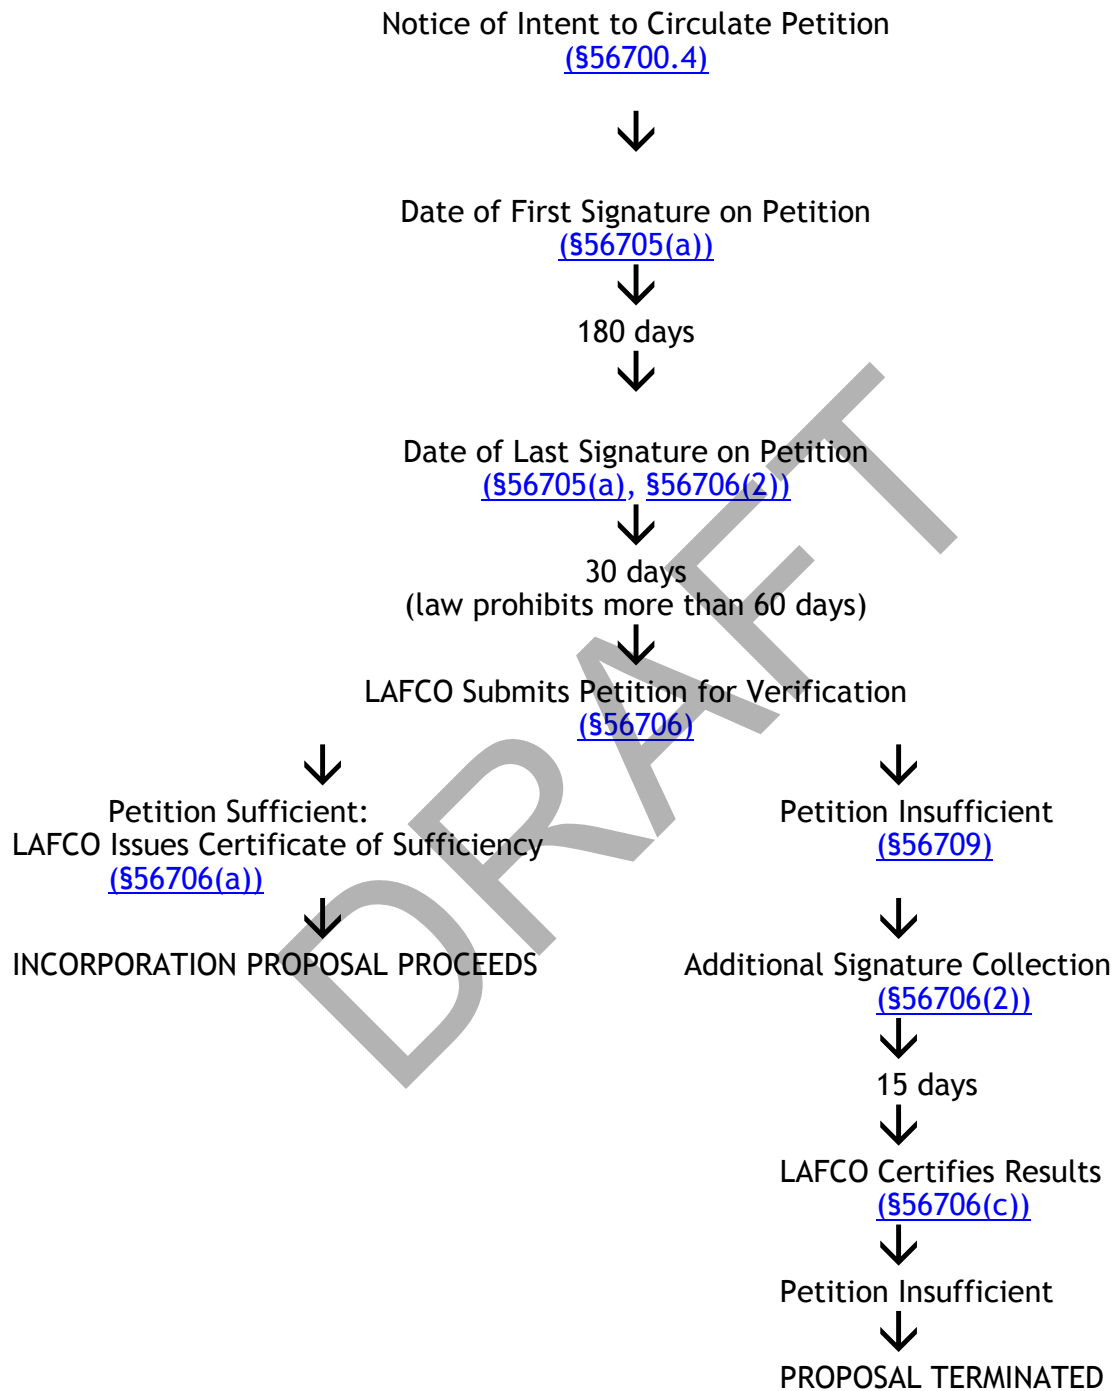 Notice of Intent to Circulate Petition
(§56700.4)
Date of First Signature on Petition
(§56705(a))
180 days
Date of Last Signature on Petition
(§56705(a), §56706(2))
30 days
(law prohibits more than 60 days)
LAFCO Submits Petition for Verification
(§56706)
Petition Sufficient:
LAFCO Issues Certificate of Sufficiency
(§56706(a))
INCORPORATION PROPOSAL PROCEEDS
Petition Insufficient
(§56709)
Additional Signature Collection
(§56706(2))
15 days
LAFCO Certifies Results
(§56706(c))
Petition Insufficient
PROPOSAL TERMINATED
DRAFT